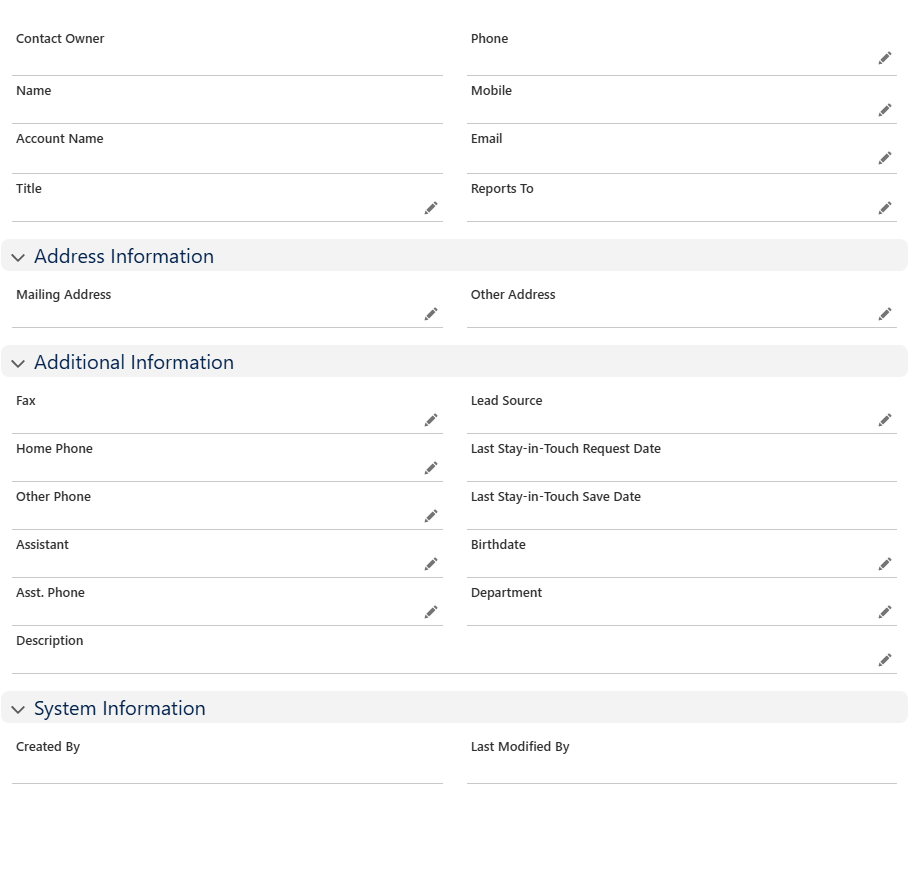 Contact Owner
Phone
Name
Mobile
Account Name
Email
Title
Reports To
Address Information
Mailing Address
Other Address
Additional Information
Fax
Lead Source
Home Phone
Last Stay-in-Touch Request Date
Other Phone
Last Stay-in-Touch Save Date
Assistant
Birthdate
Asst. Phone
Department
Description
System Information
Created By
Last Modified By